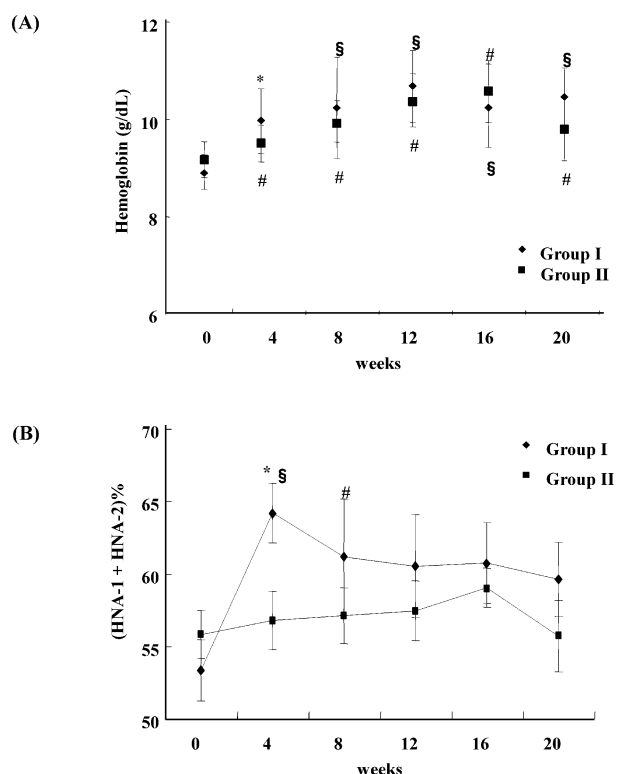 (A)
12
10
8
6
Hemoglobin (g/dL)
* § § # §
# # # § #
Group I
Group II
0 4 8 12 16 20
weeks
(B)
70
65
60
55
50
(HNA-1 + HNA-2)%
* § #
Group I
Group II
0 4 8 12 16 20
weeks